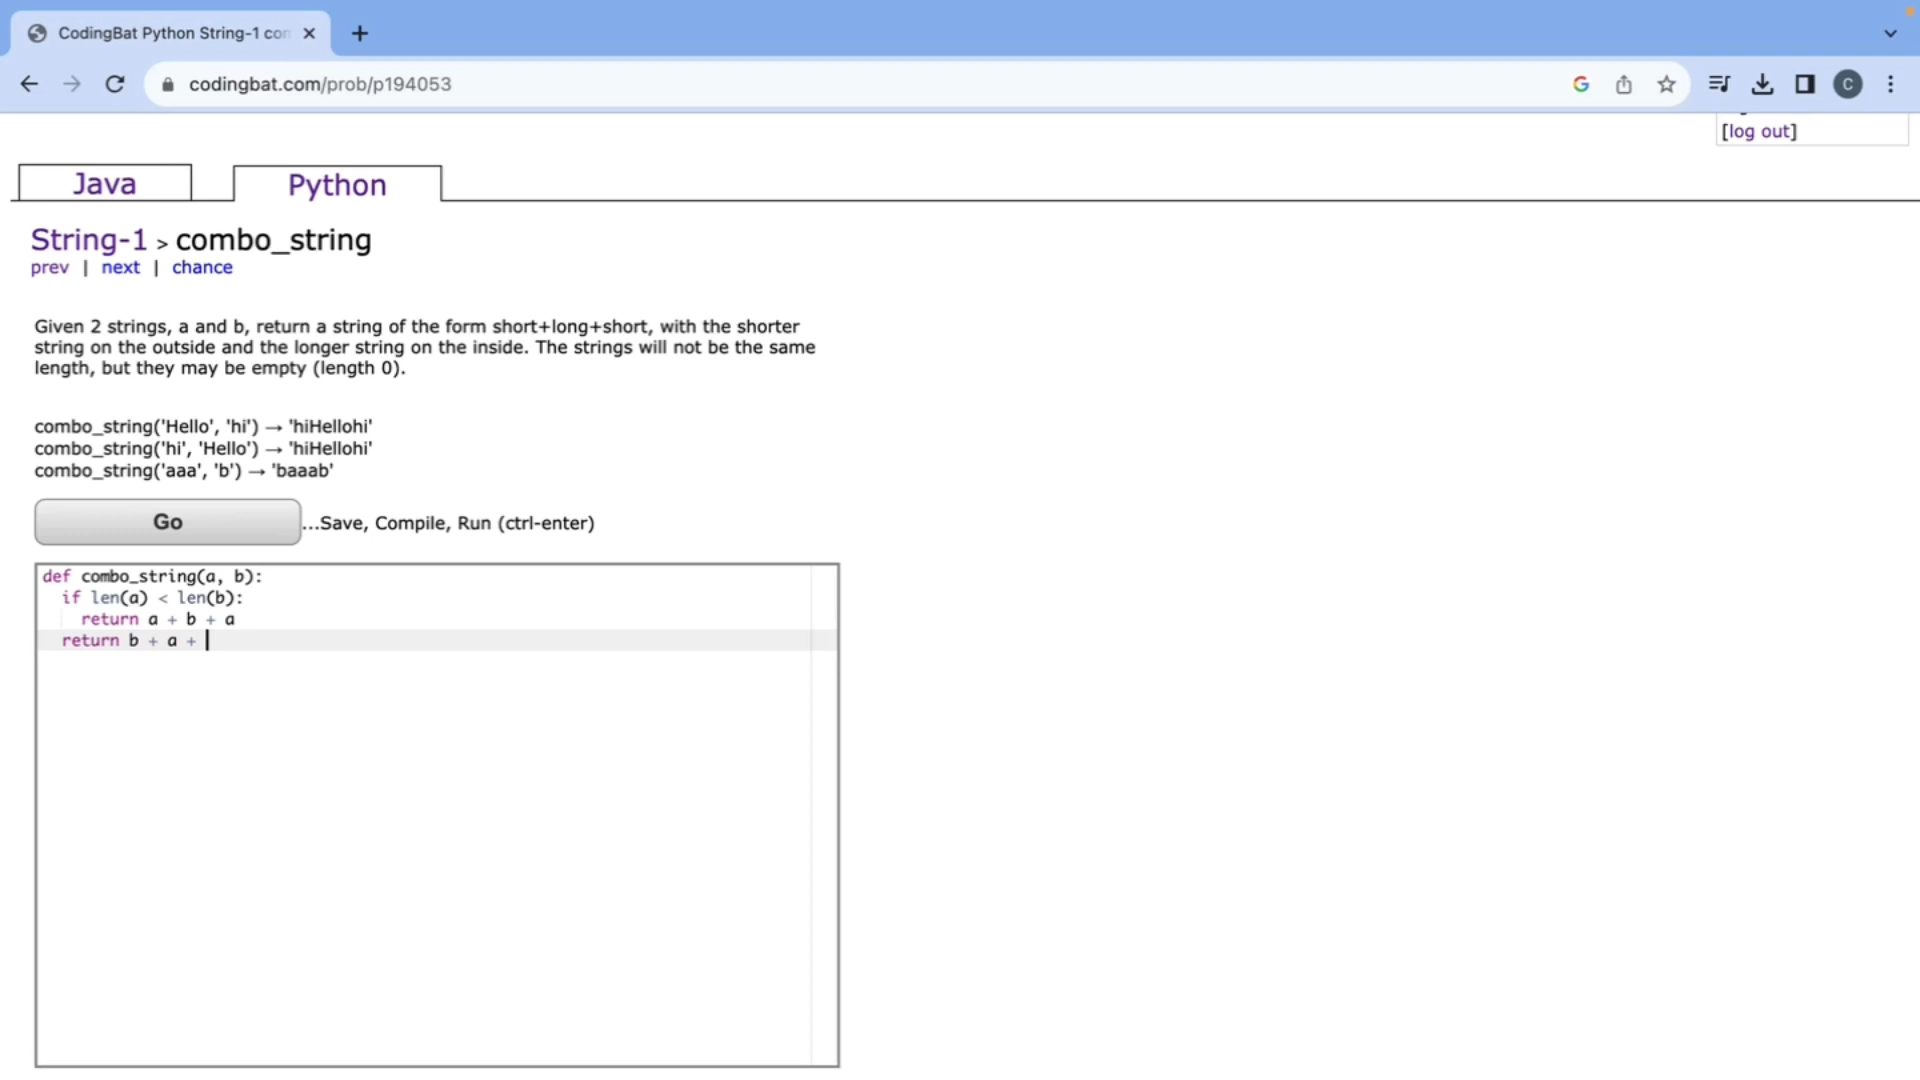 CodingBat Python String-1 con
codingbat.com/prob/p194053
C
[log out]
Java
Python
String-1 > combo_string
prev | next | chance
Given 2 strings, a and b, return a string of the form short+long+short, with the shorter
string on the outside and the longer string on the inside. The strings will not be the same
length, but they may be empty (length 0).
combo_string('Hello', 'hi') → 'hiHellohi'
combo_string('hi', 'Hello') → 'hiHellohi'
combo_string('aaa', 'b') → 'baaab'
Go
...Save, Compile, Run (ctrl-enter)
def combo_string(a, b):
if len(a) < len(b):
return a + b + a
return b + a +